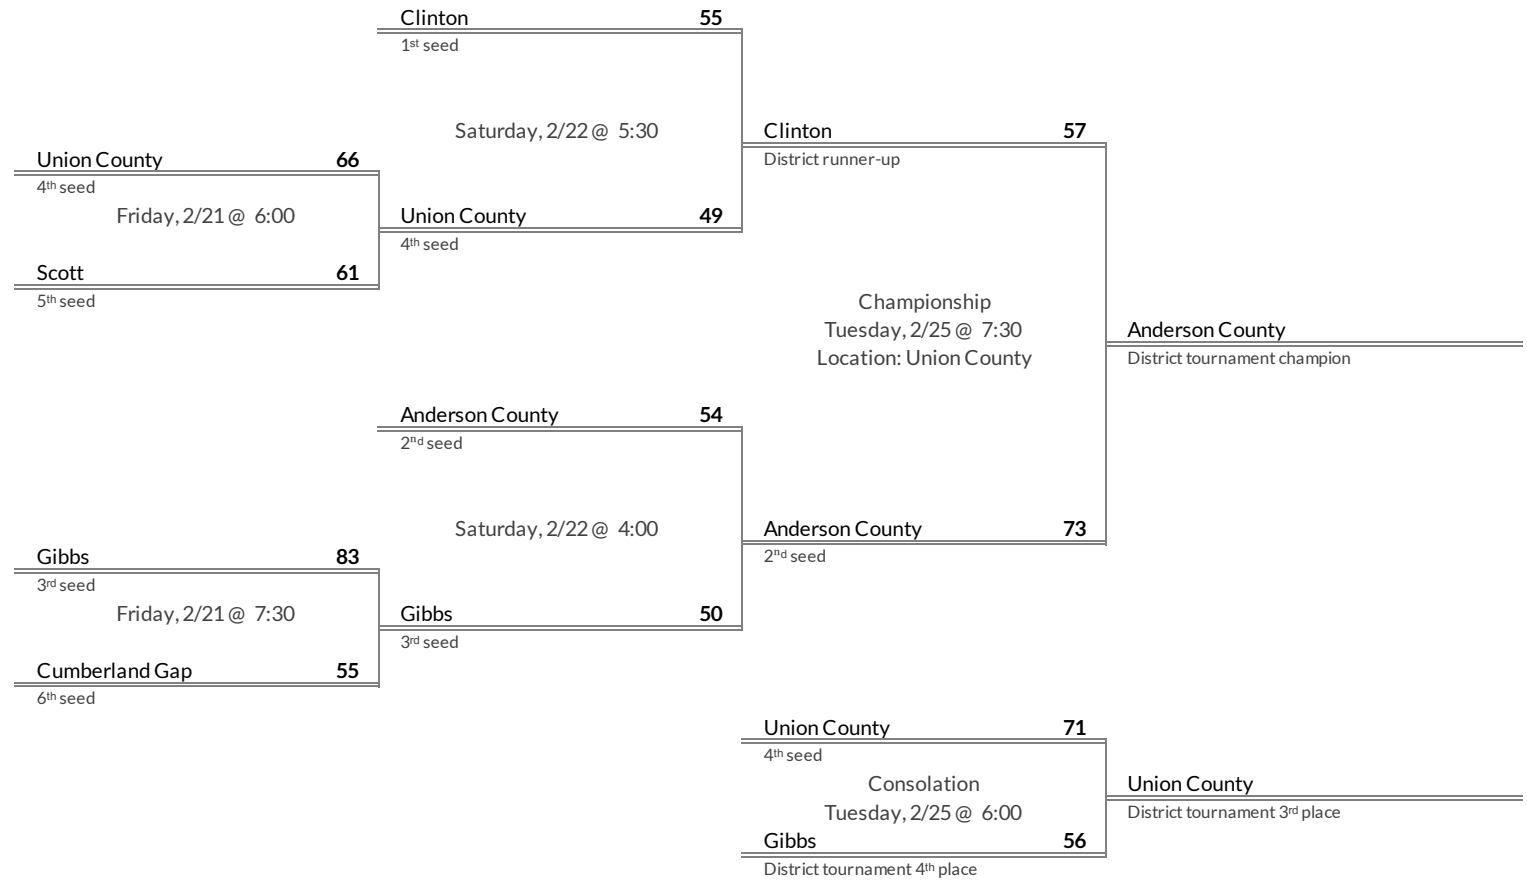 Clinton 55
1st seed
Saturday, 2/22 @ 5:30
Clinton 57
District runner-up
Union County 66
4th seed
Friday, 2/21 @ 6:00
Union County 49
4th seed
Scott 61
5th seed
Championship
Tuesday, 2/25 @ 7:30
Location: Union County
Anderson County
District tournament champion
Anderson County 54
2nd seed
Saturday, 2/22 @ 4:00
Anderson County 73
2nd seed
Gibbs 83
3rd seed
Friday, 2/21 @ 7:30
Gibbs 50
3rd seed
Cumberland Gap 55
6th seed
Union County 71
4th seed
Consolation
Tuesday, 2/25 @ 6:00
Union County
District tournament 3rd place
Gibbs 56
District tournament 4th place